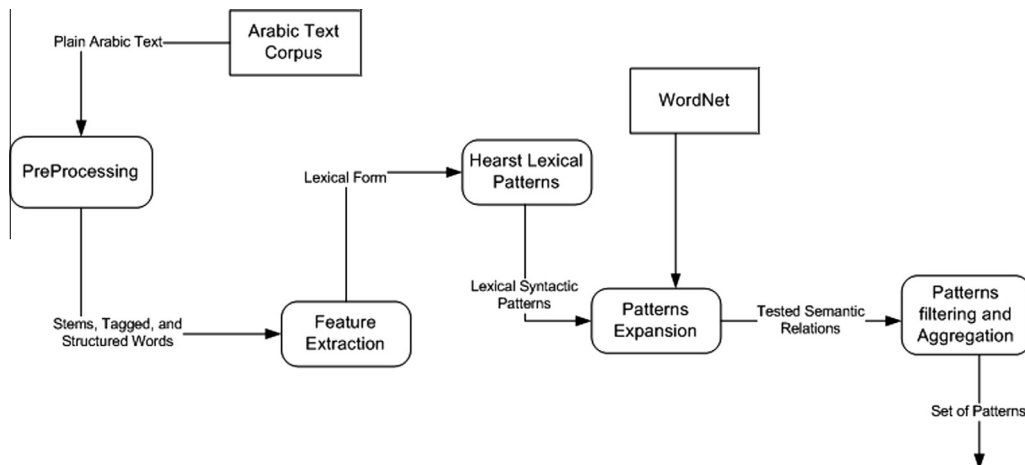 Arabic Text
Corpus
Plain Arabic Text
PreProcessing
Stems, Tagged, and
Structured Words
Feature
Extraction
Lexical Form
Hearst Lexical
Patterns
Lexical Syntactic
Patterns
WordNet
Patterns
Expansion
Tested Semantic
Relations
Patterns
filtering and
Aggregation
Set of Patterns